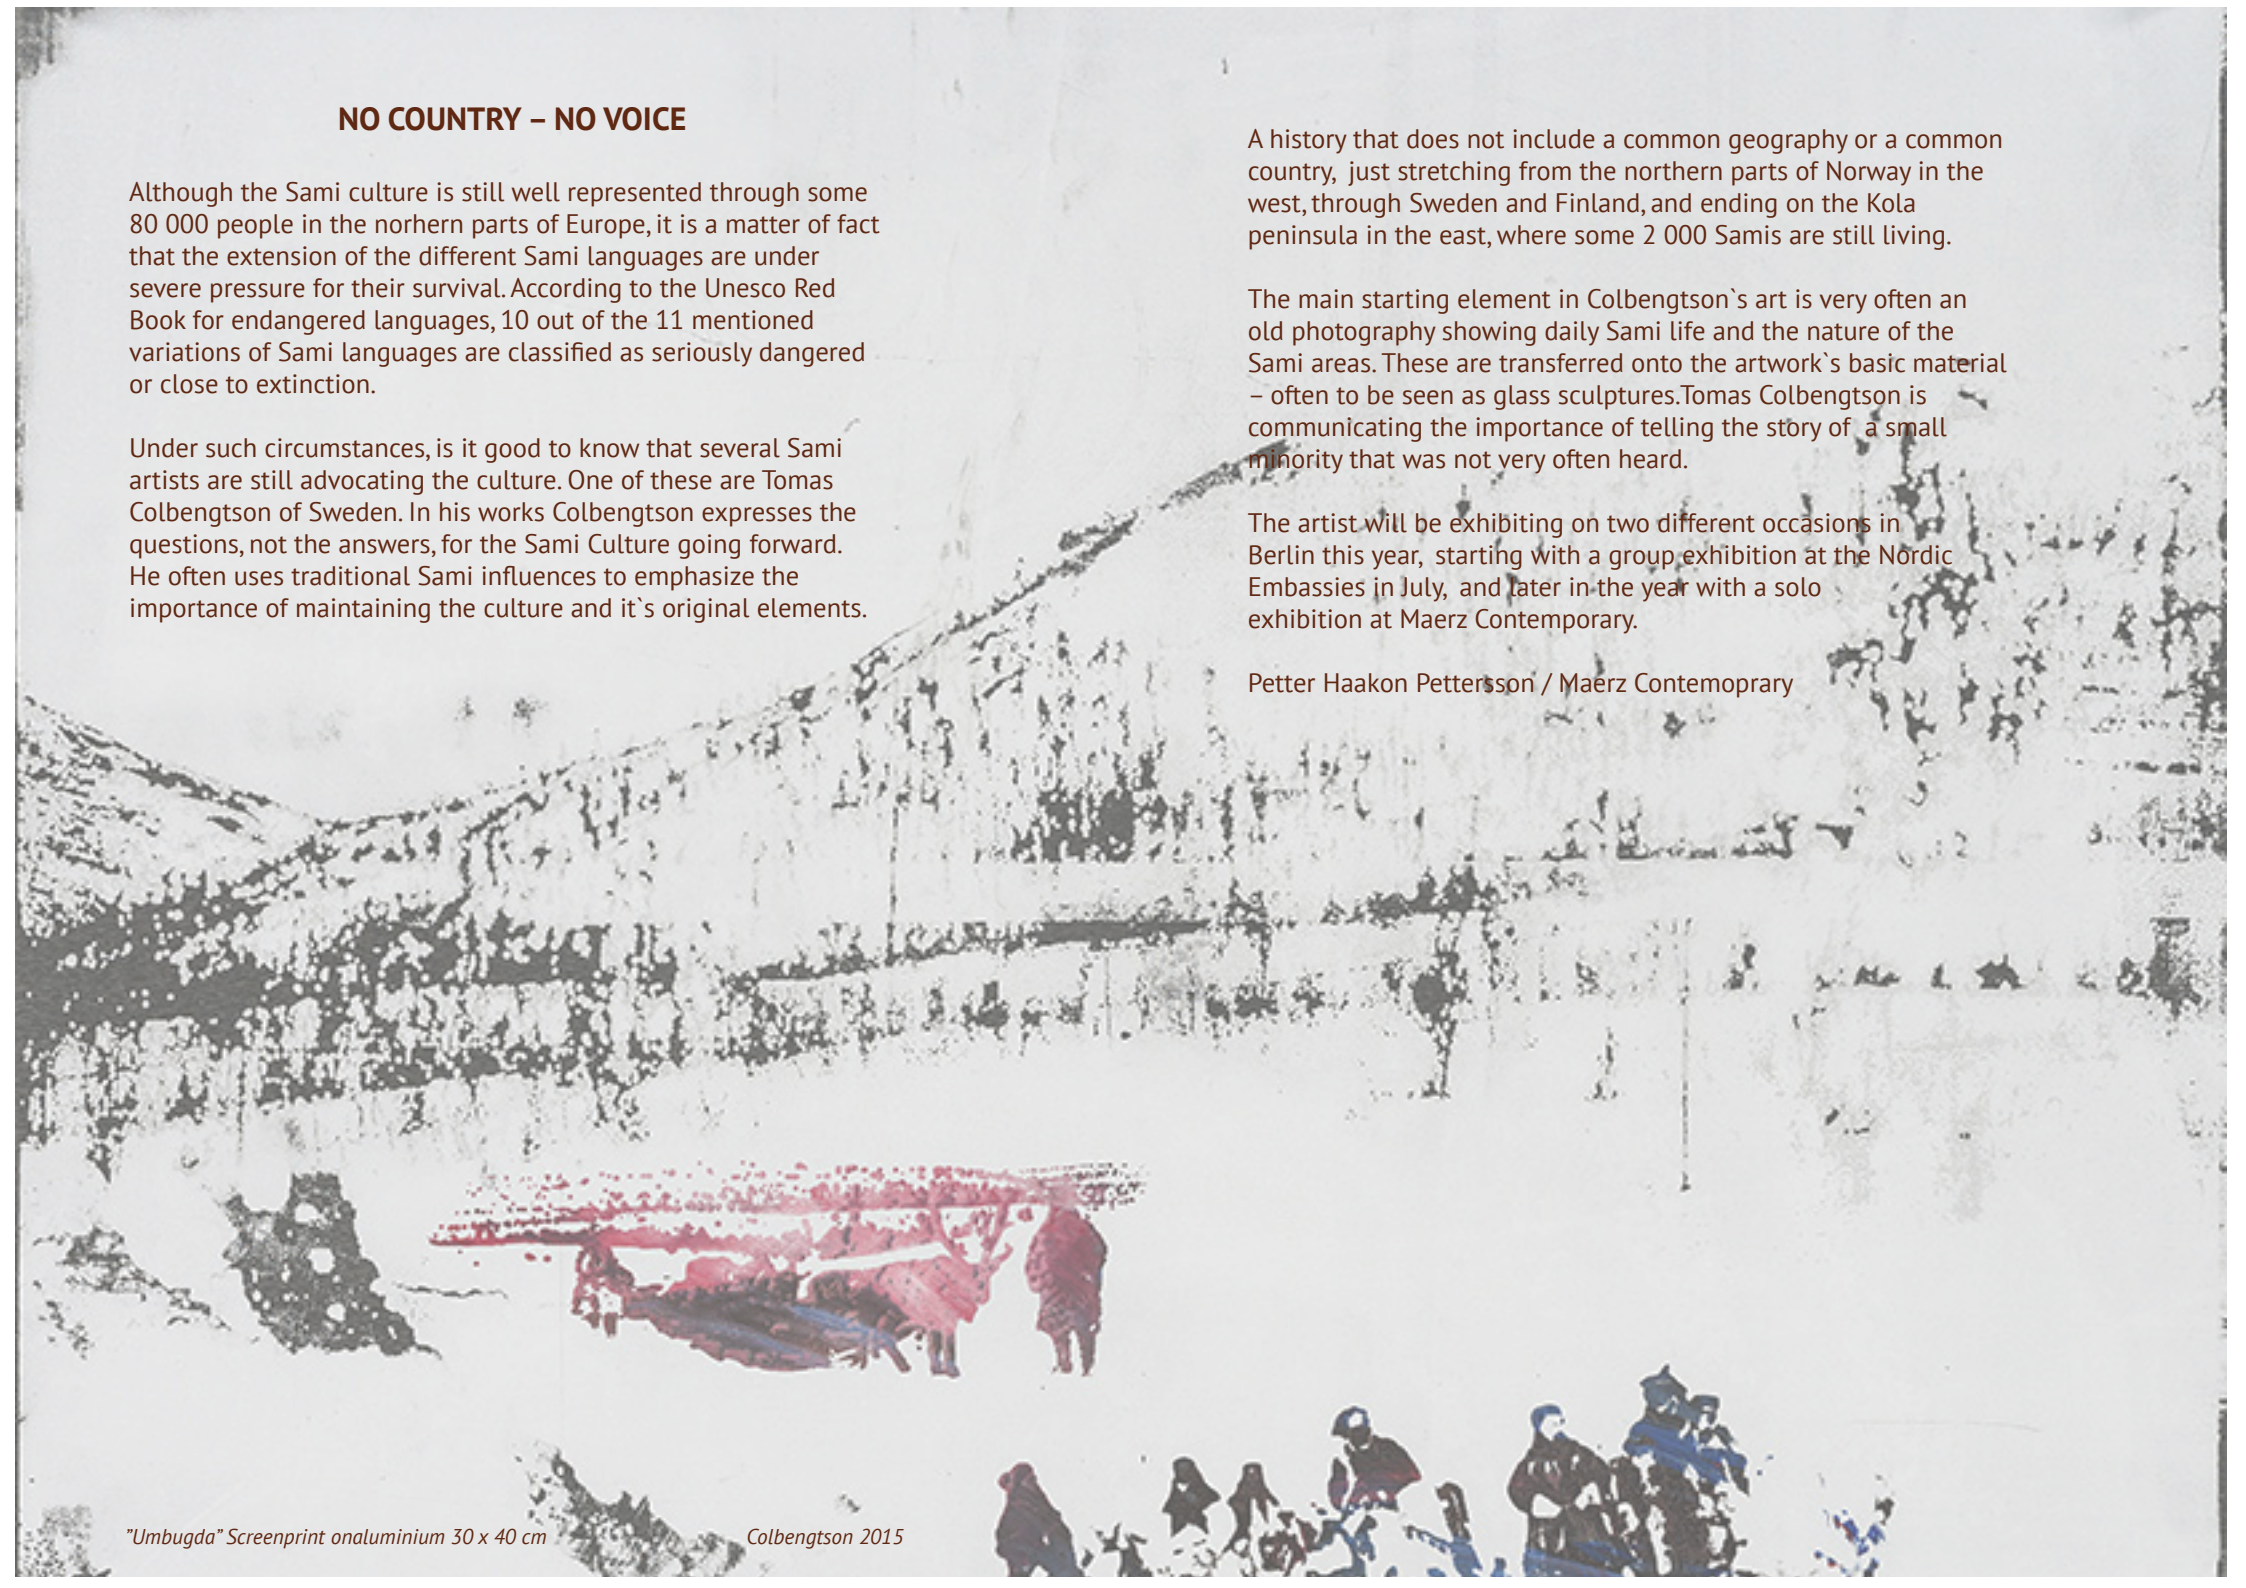 NO COUNTRY – NO VOICE
Although the Sami culture is still well represented through some
80 000 people in the norhern parts of Europe, it is a matter of fact
that the extension of the different Sami languages are under
severe pressure for their survival. According to the Unesco Red
Book for endangered languages, 10 out of the 11 mentioned
variations of Sami languages are classified as seriously dangered
or close to extinction.
Under such circumstances, is it good to know that several Sami
artists are still advocating the culture. One of these are Tomas
Colbengtson of Sweden. In his works Colbengtson expresses the
questions, not the answers, for the Sami Culture going forward.
He often uses traditional Sami influences to emphasize the
importance of maintaining the culture and it`s original elements.
A history that does not include a common geography or a common
country, just stretching from the northern parts of Norway in the
west, through Sweden and Finland, and ending on the Kola
peninsula in the east, where some 2 000 Samis are still living.
The main starting element in Colbengtson`s art is very often an
old photography showing daily Sami life and the nature of the
Sami areas. These are transferred onto the artwork`s basic material
– often to be seen as glass sculptures.Tomas Colbengtson is
communicating the importance of telling the story of a small
minority that was not very often heard.
The artist will be exhibiting on two different occasions in
Berlin this year, starting with a group exhibition at the Nordic
Embassies in July, and later in the year with a solo
exhibition at Maerz Contemporary.
Petter Haakon Pettersson / Maerz Contemoprary
”Umbugda” Screenprint onaluminium 30 x 40 cm Colbengtson 2015